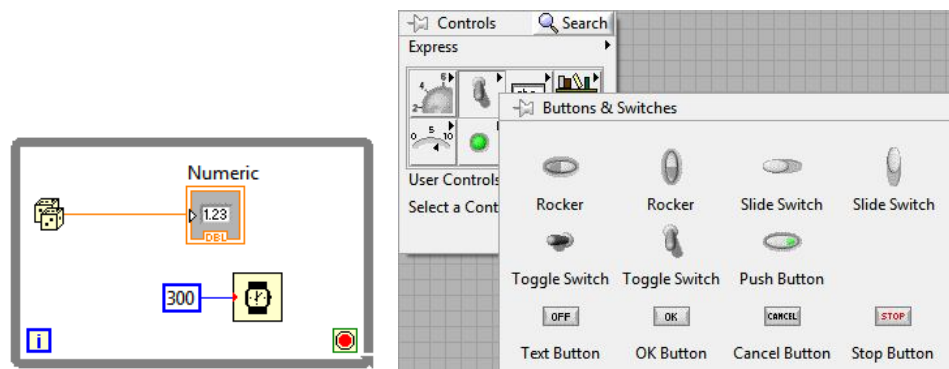 Numeric
1.23
DBL
300
i
Controls
Search
Express
Buttons & Switches
User Controls
Select a Cont
Rocker
Rocker
Slide Switch
Slide Switch
Toggle Switch
Toggle Switch
Push Button
OFF
OK
CANCEL
STOP
Text Button
OK Button
Cancel Button
Stop Button